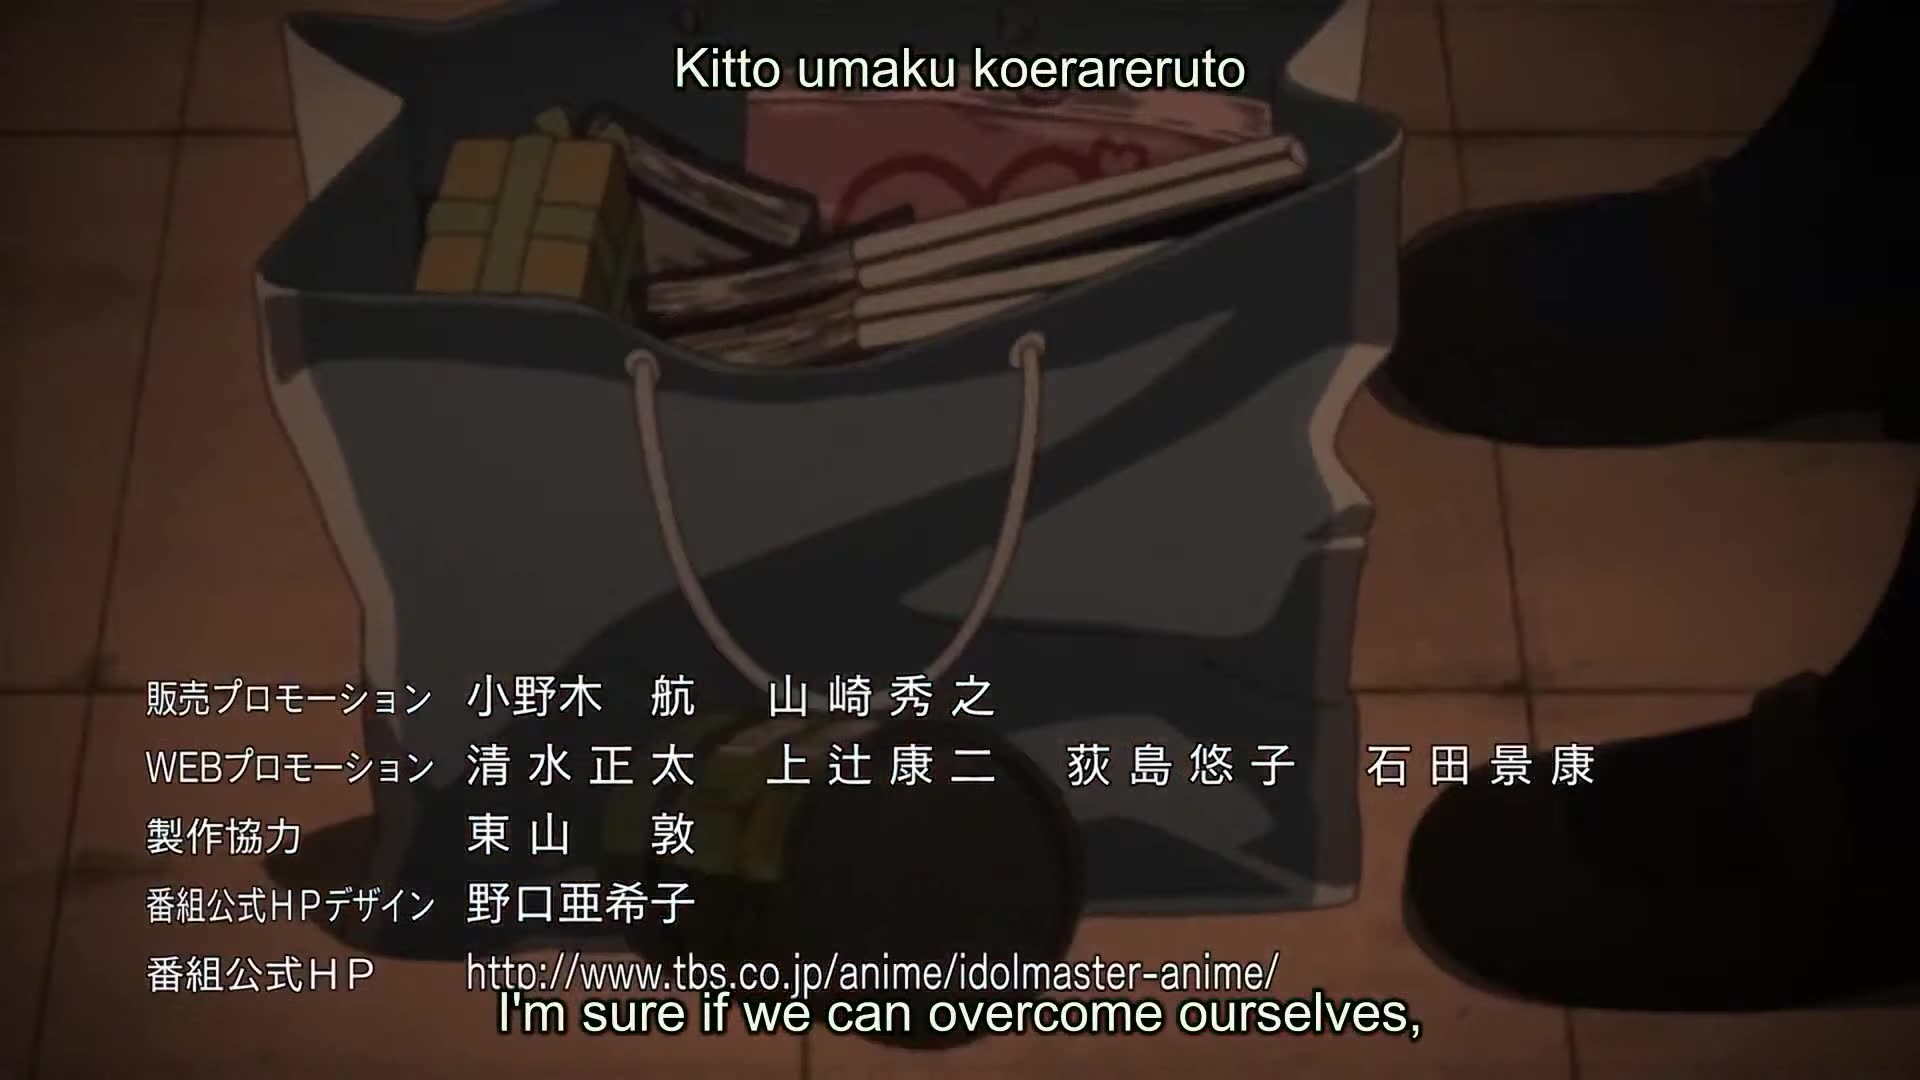 Kitto umaku koerareruto
販売プロモーション 小野木 航 山崎秀之
WEBプロモーション 清水正太 上辻康二 荻島悠子 石田景康
製作協力 東山 敦
番組公式HPデザイン 野口亜希子
番組公式HP http://www.tbs.co.jp/anime/idolmaster-anime/
I'm sure if we can overcome ourselves,